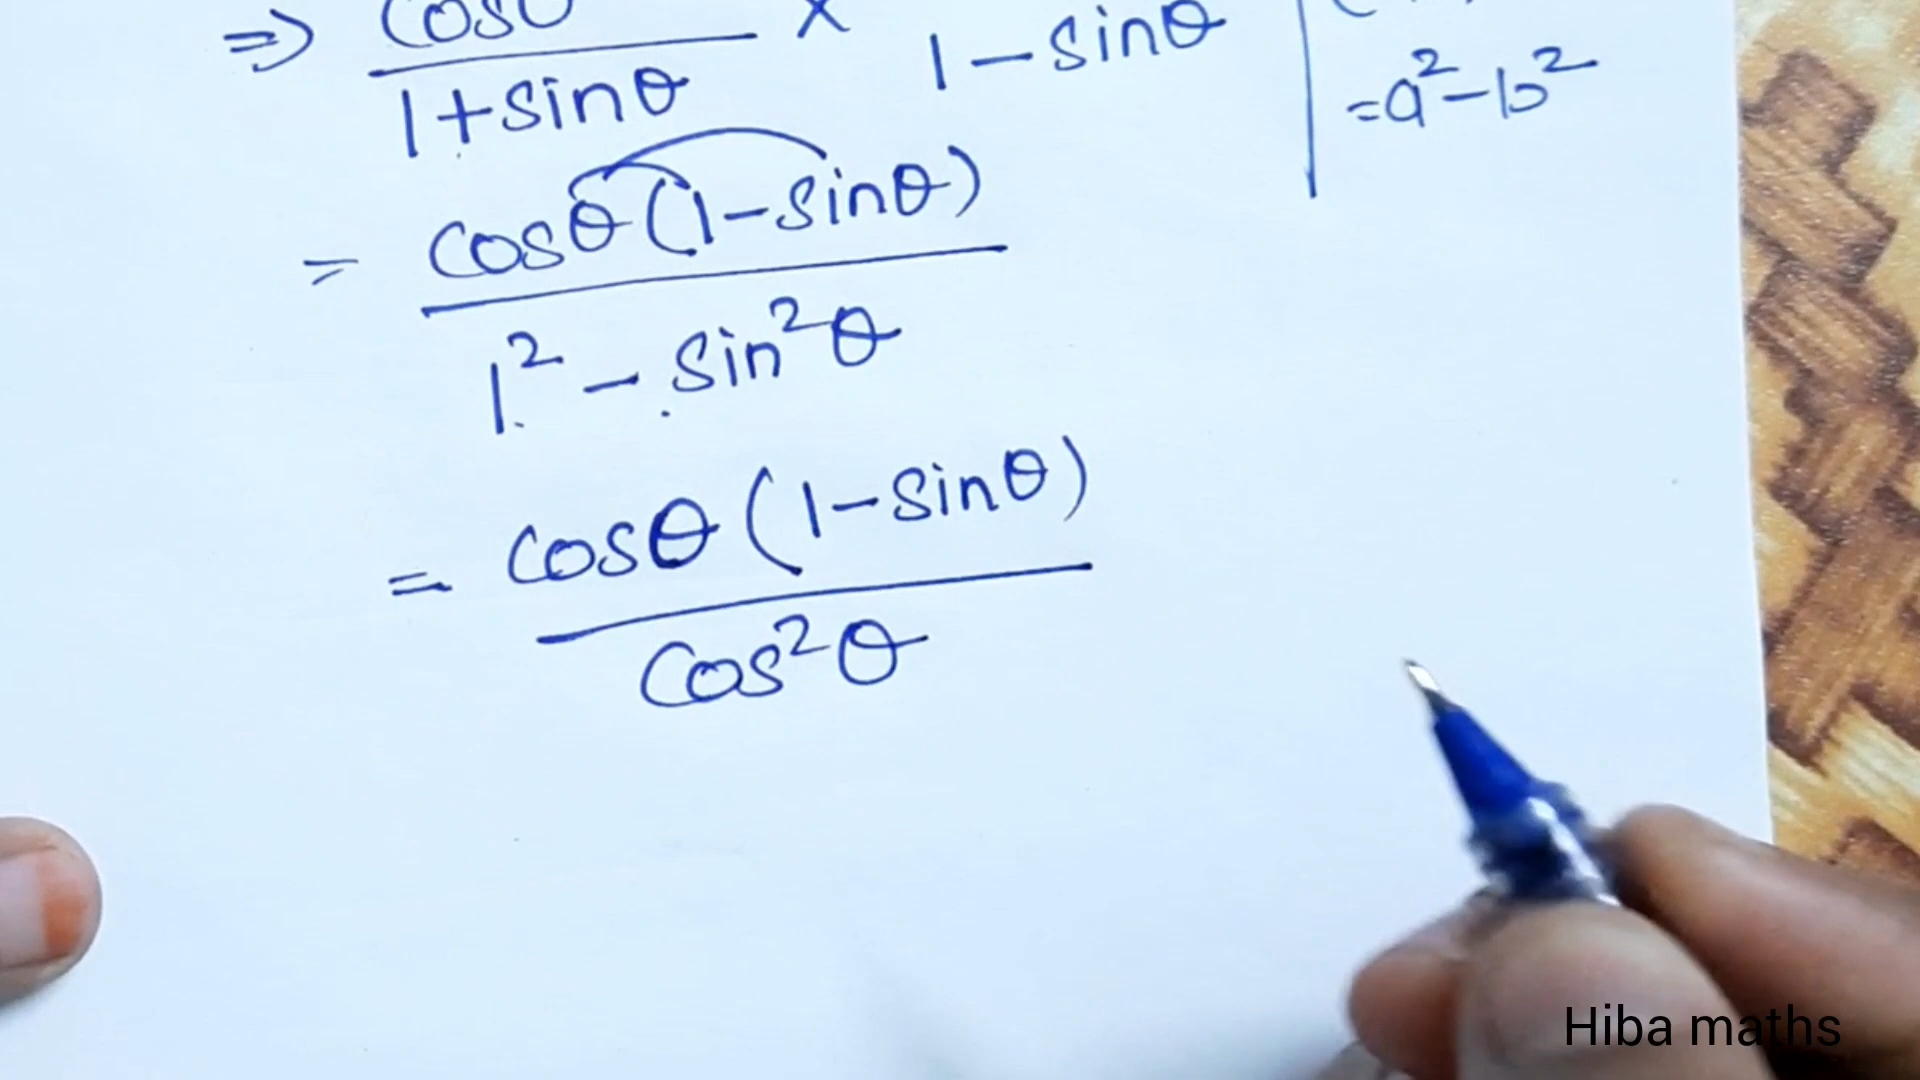 ⇒ cosθ × 
1+sinθ 1-sinθ
=a²-b²
= cosθ(1-sinθ)
1²-sin²θ
= cosθ(1-sinθ)
cos²θ
Hiba maths